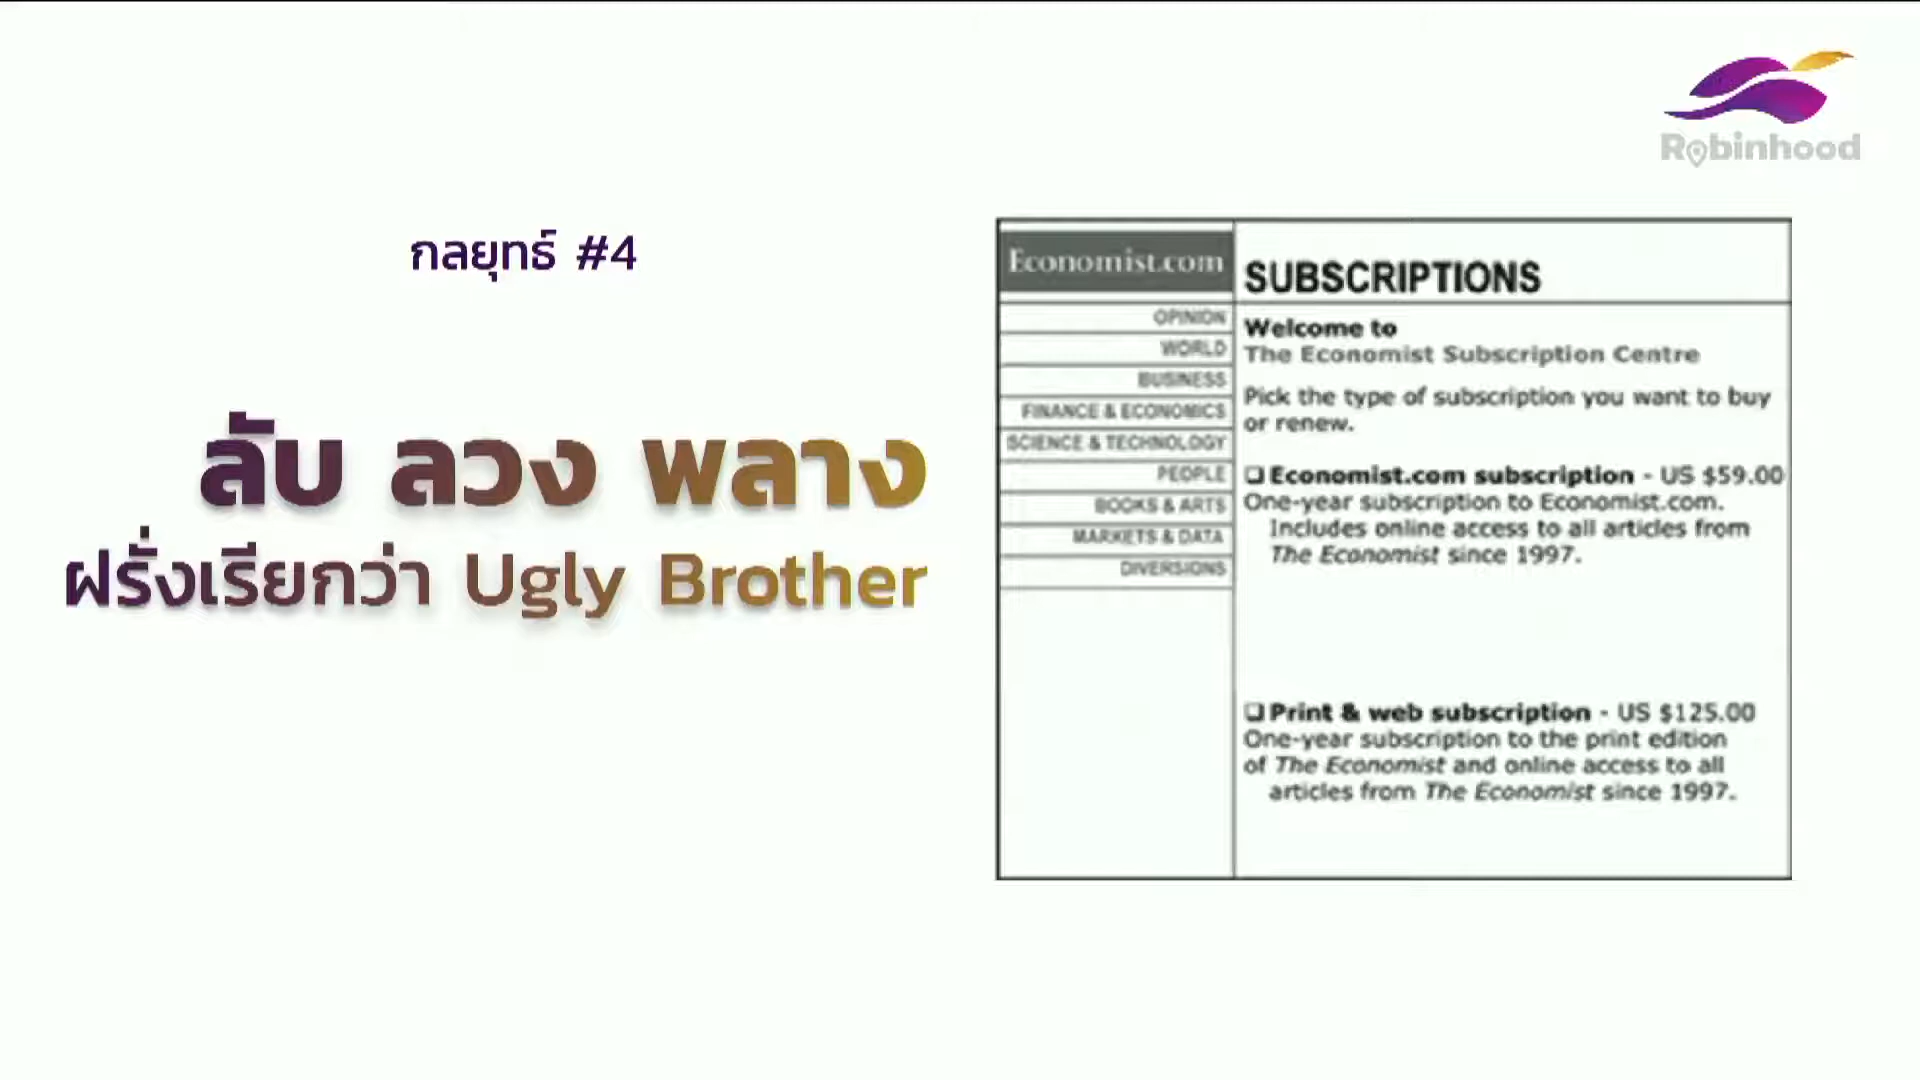 Robinhood
กลยุทธ์ #4
ลับ ลวง พลาง
ฝรั่งเรียกว่า Ugly Brother
Economist.com
OPINION
WORLD
BUSINESS
FINANCE & ECONOMICS
SCIENCE & TECHNOLOGY
PEOPLE
BOOKS & ARTS
MARKETS & DATA
DIVERSIONS
SUBSCRIPTIONS
Welcome to
The Economist Subscription Centre
Pick the type of subscription you want to buy
or renew.
❑ Economist.com subscription - US $59.00
One-year subscription to Economist.com.
Includes online access to all articles from
The Economist since 1997.
❑ Print & web subscription - US $125.00
One-year subscription to the print edition
of The Economist and online access to all
articles from The Economist since 1997.